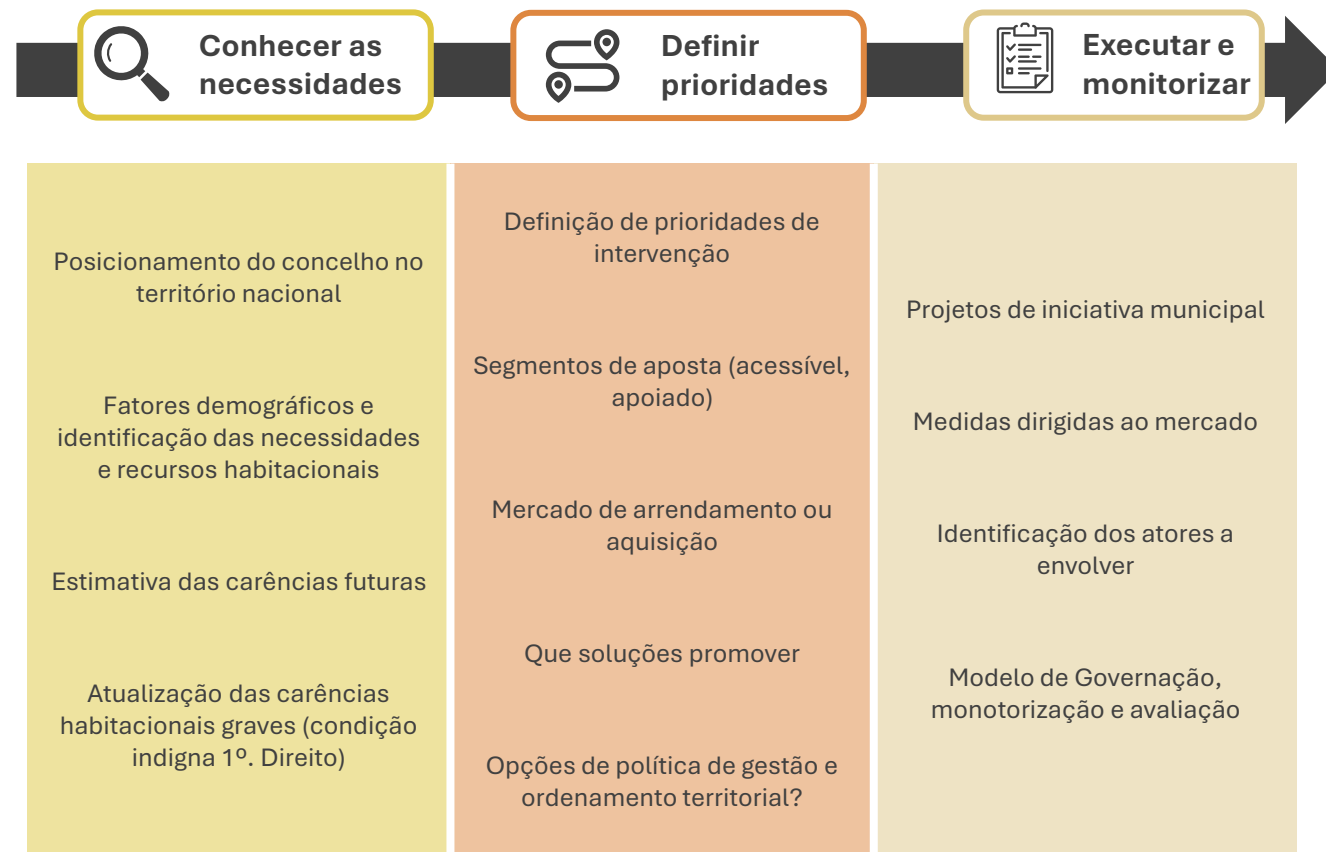 Conhecer as
necessidades
Definir
prioridades
Executar e
monitorizar
Posicionamento do concelho no
território nacional
Fatores demográficos e
identificação das necessidades
e recursos habitacionais
Estimativa das carências futuras
Atualização das carências
habitacionais graves (condição
indigna 1º. Direito)
Definição de prioridades de
intervenção
Segmentos de aposta (acessível,
apoiado)
Mercado de arrendamento ou
aquisição
Que soluções promover
Opções de política de gestão e
ordenamento territorial?
Projetos de iniciativa municipal
Medidas dirigidas ao mercado
Identificação dos atores a
envolver
Modelo de Governação,
monotorização e avaliação